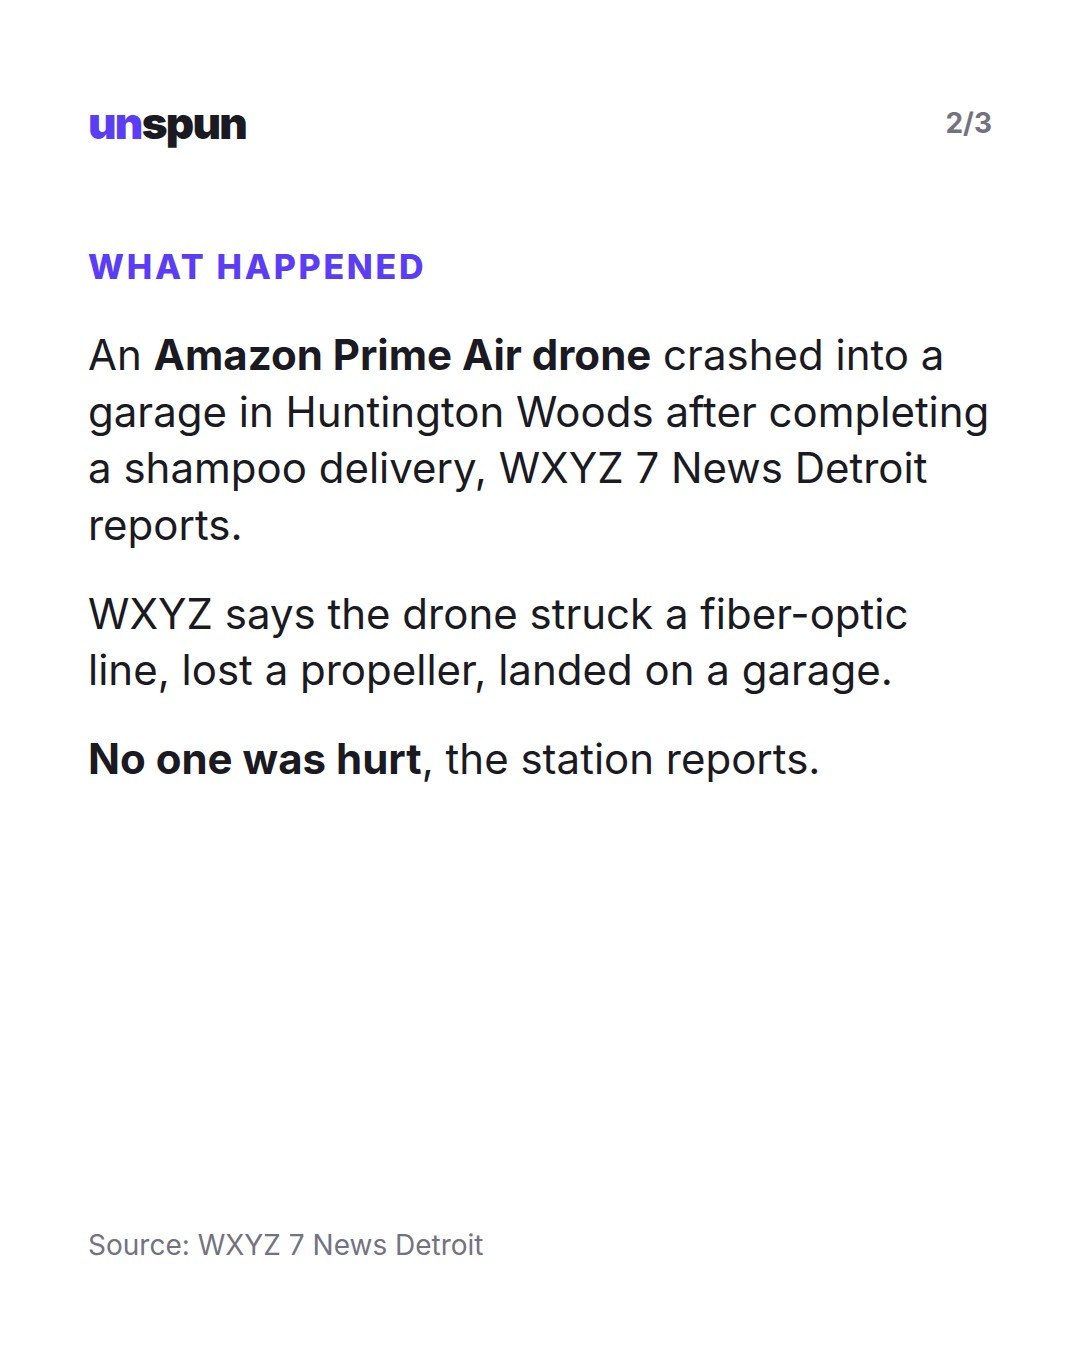 unspun
2/3
WHAT HAPPENED
An Amazon Prime Air drone crashed into a
garage in Huntington Woods after completing
a shampoo delivery, WXYZ 7 News Detroit
reports.
WXYZ says the drone struck a fiber-optic
line, lost a propeller, landed on a garage.
No one was hurt, the station reports.
Source: WXYZ 7 News Detroit